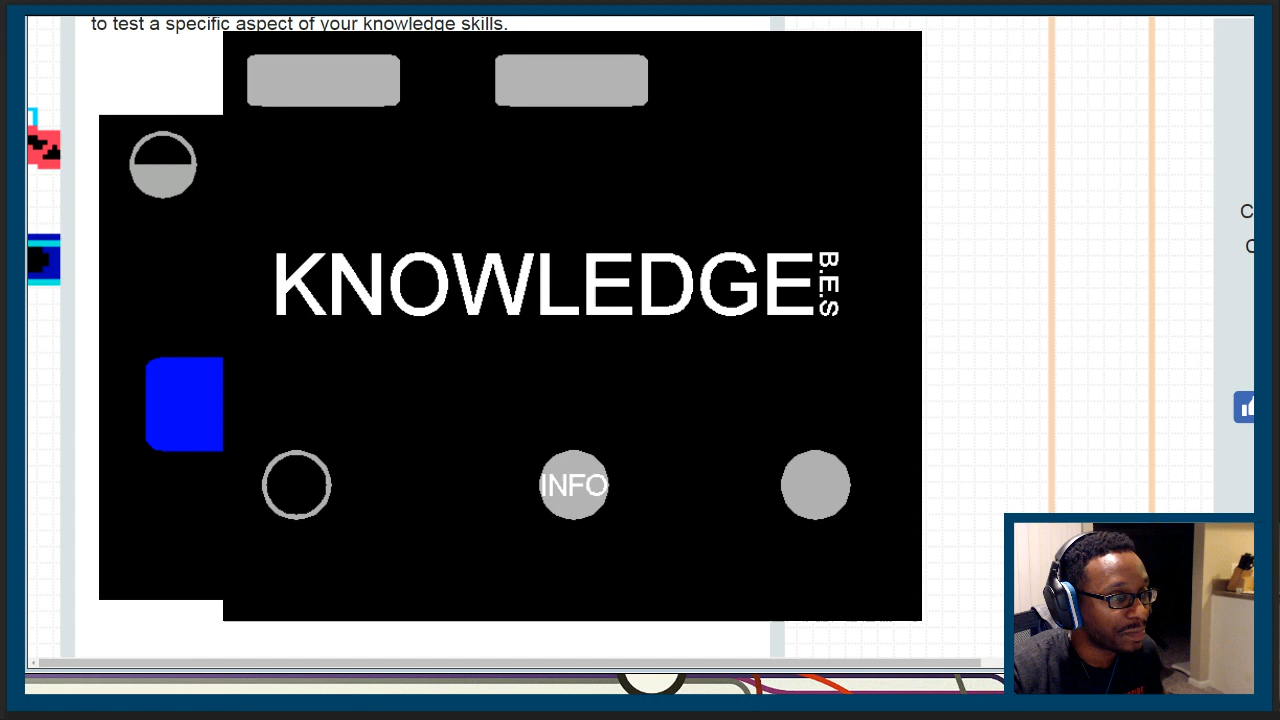 to test a specific aspect of your knowledge skills.
KNOWLEDGE
B.E.S
INFO